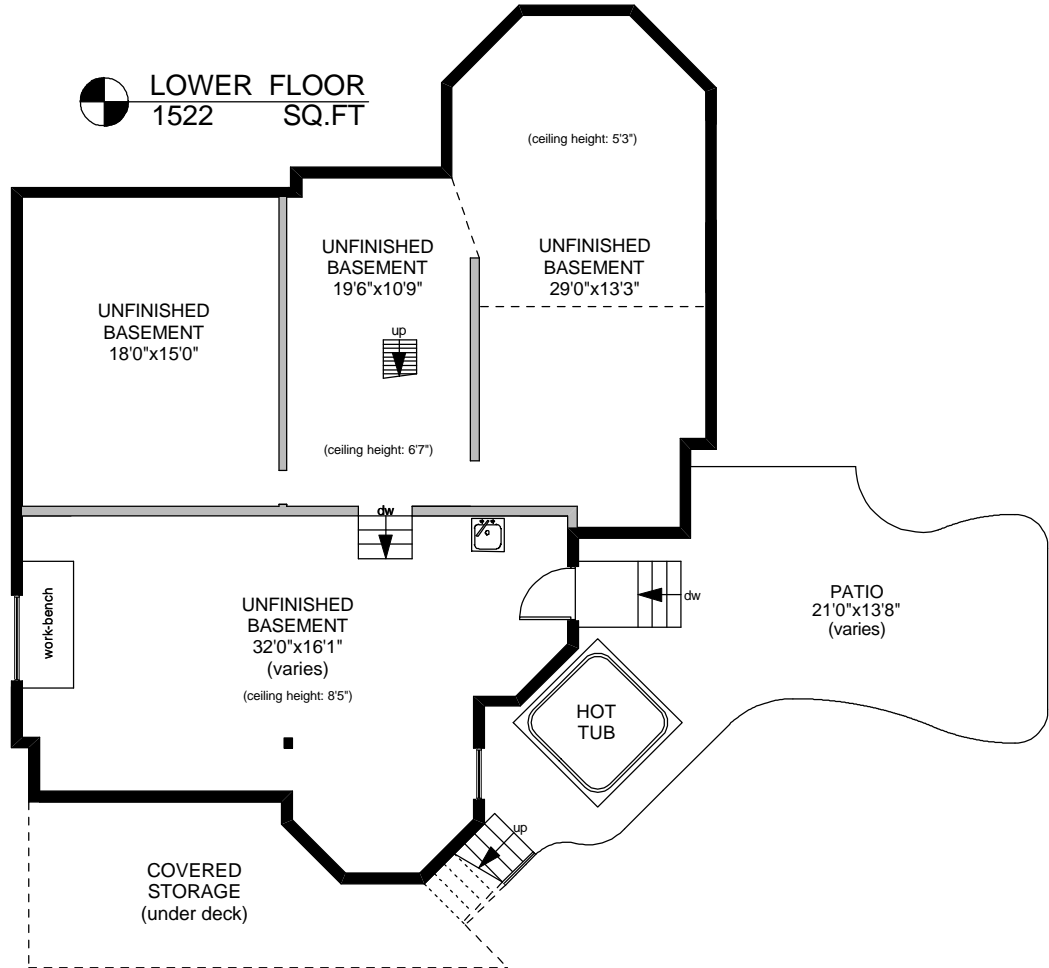 LOWER FLOOR
1522 SQ.FT
(ceiling height: 5'3")
UNFINISHED
BASEMENT
19'6"x10'9"
UNFINISHED
BASEMENT
29'0"x13'3"
UNFINISHED
BASEMENT
18'0"x15'0"
up
(ceiling height: 6'7")
dw
work-bench
UNFINISHED
BASEMENT
32'0"x16'1"
(varies)
(ceiling height: 8'5")
dw
PATIO
21'0"x13'8"
(varies)
HOT
TUB
up
COVERED
STORAGE
(under deck)